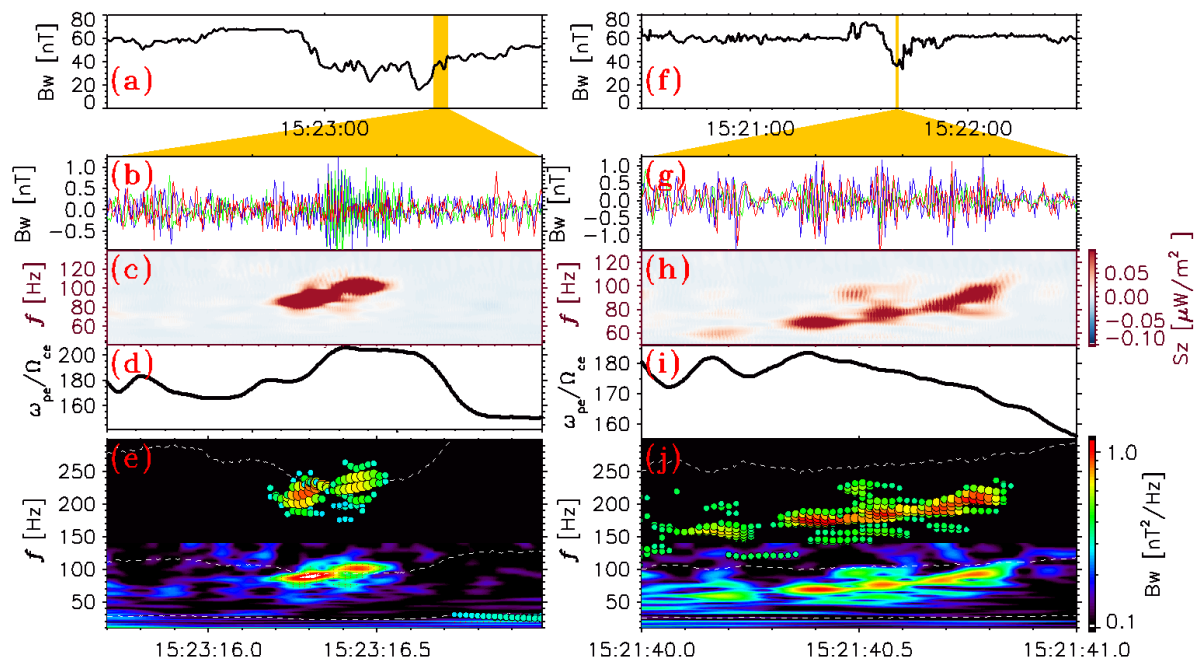 80
60
40
20
0
Bw [nT]
(a)
15:23:00
80
60
40
20
0
Bw [nT]
(f)
15:21:00
15:22:00
1.0
0.5
0.0
−0.5
Bw [nT]
(b)
1.0
0.5
0.0
−0.5
−1.0
Bw [nT]
(g)
120
100
80
60
f [Hz]
(c)
120
100
80
60
f [Hz]
(h)
0.05
0.00
−0.05
−0.10
Sz [μW/m²]
200
180
160
ωpe/Ωce
(d)
180
170
160
ωpe/Ωce
(i)
250
200
150
100
50
f [Hz]
(e)
15:23:16.0
15:23:16.5
250
200
150
100
50
f [Hz]
(j)
15:21:40.0
15:21:40.5
15:21:41.0
1.0
0.1
Bw [nT²/Hz]